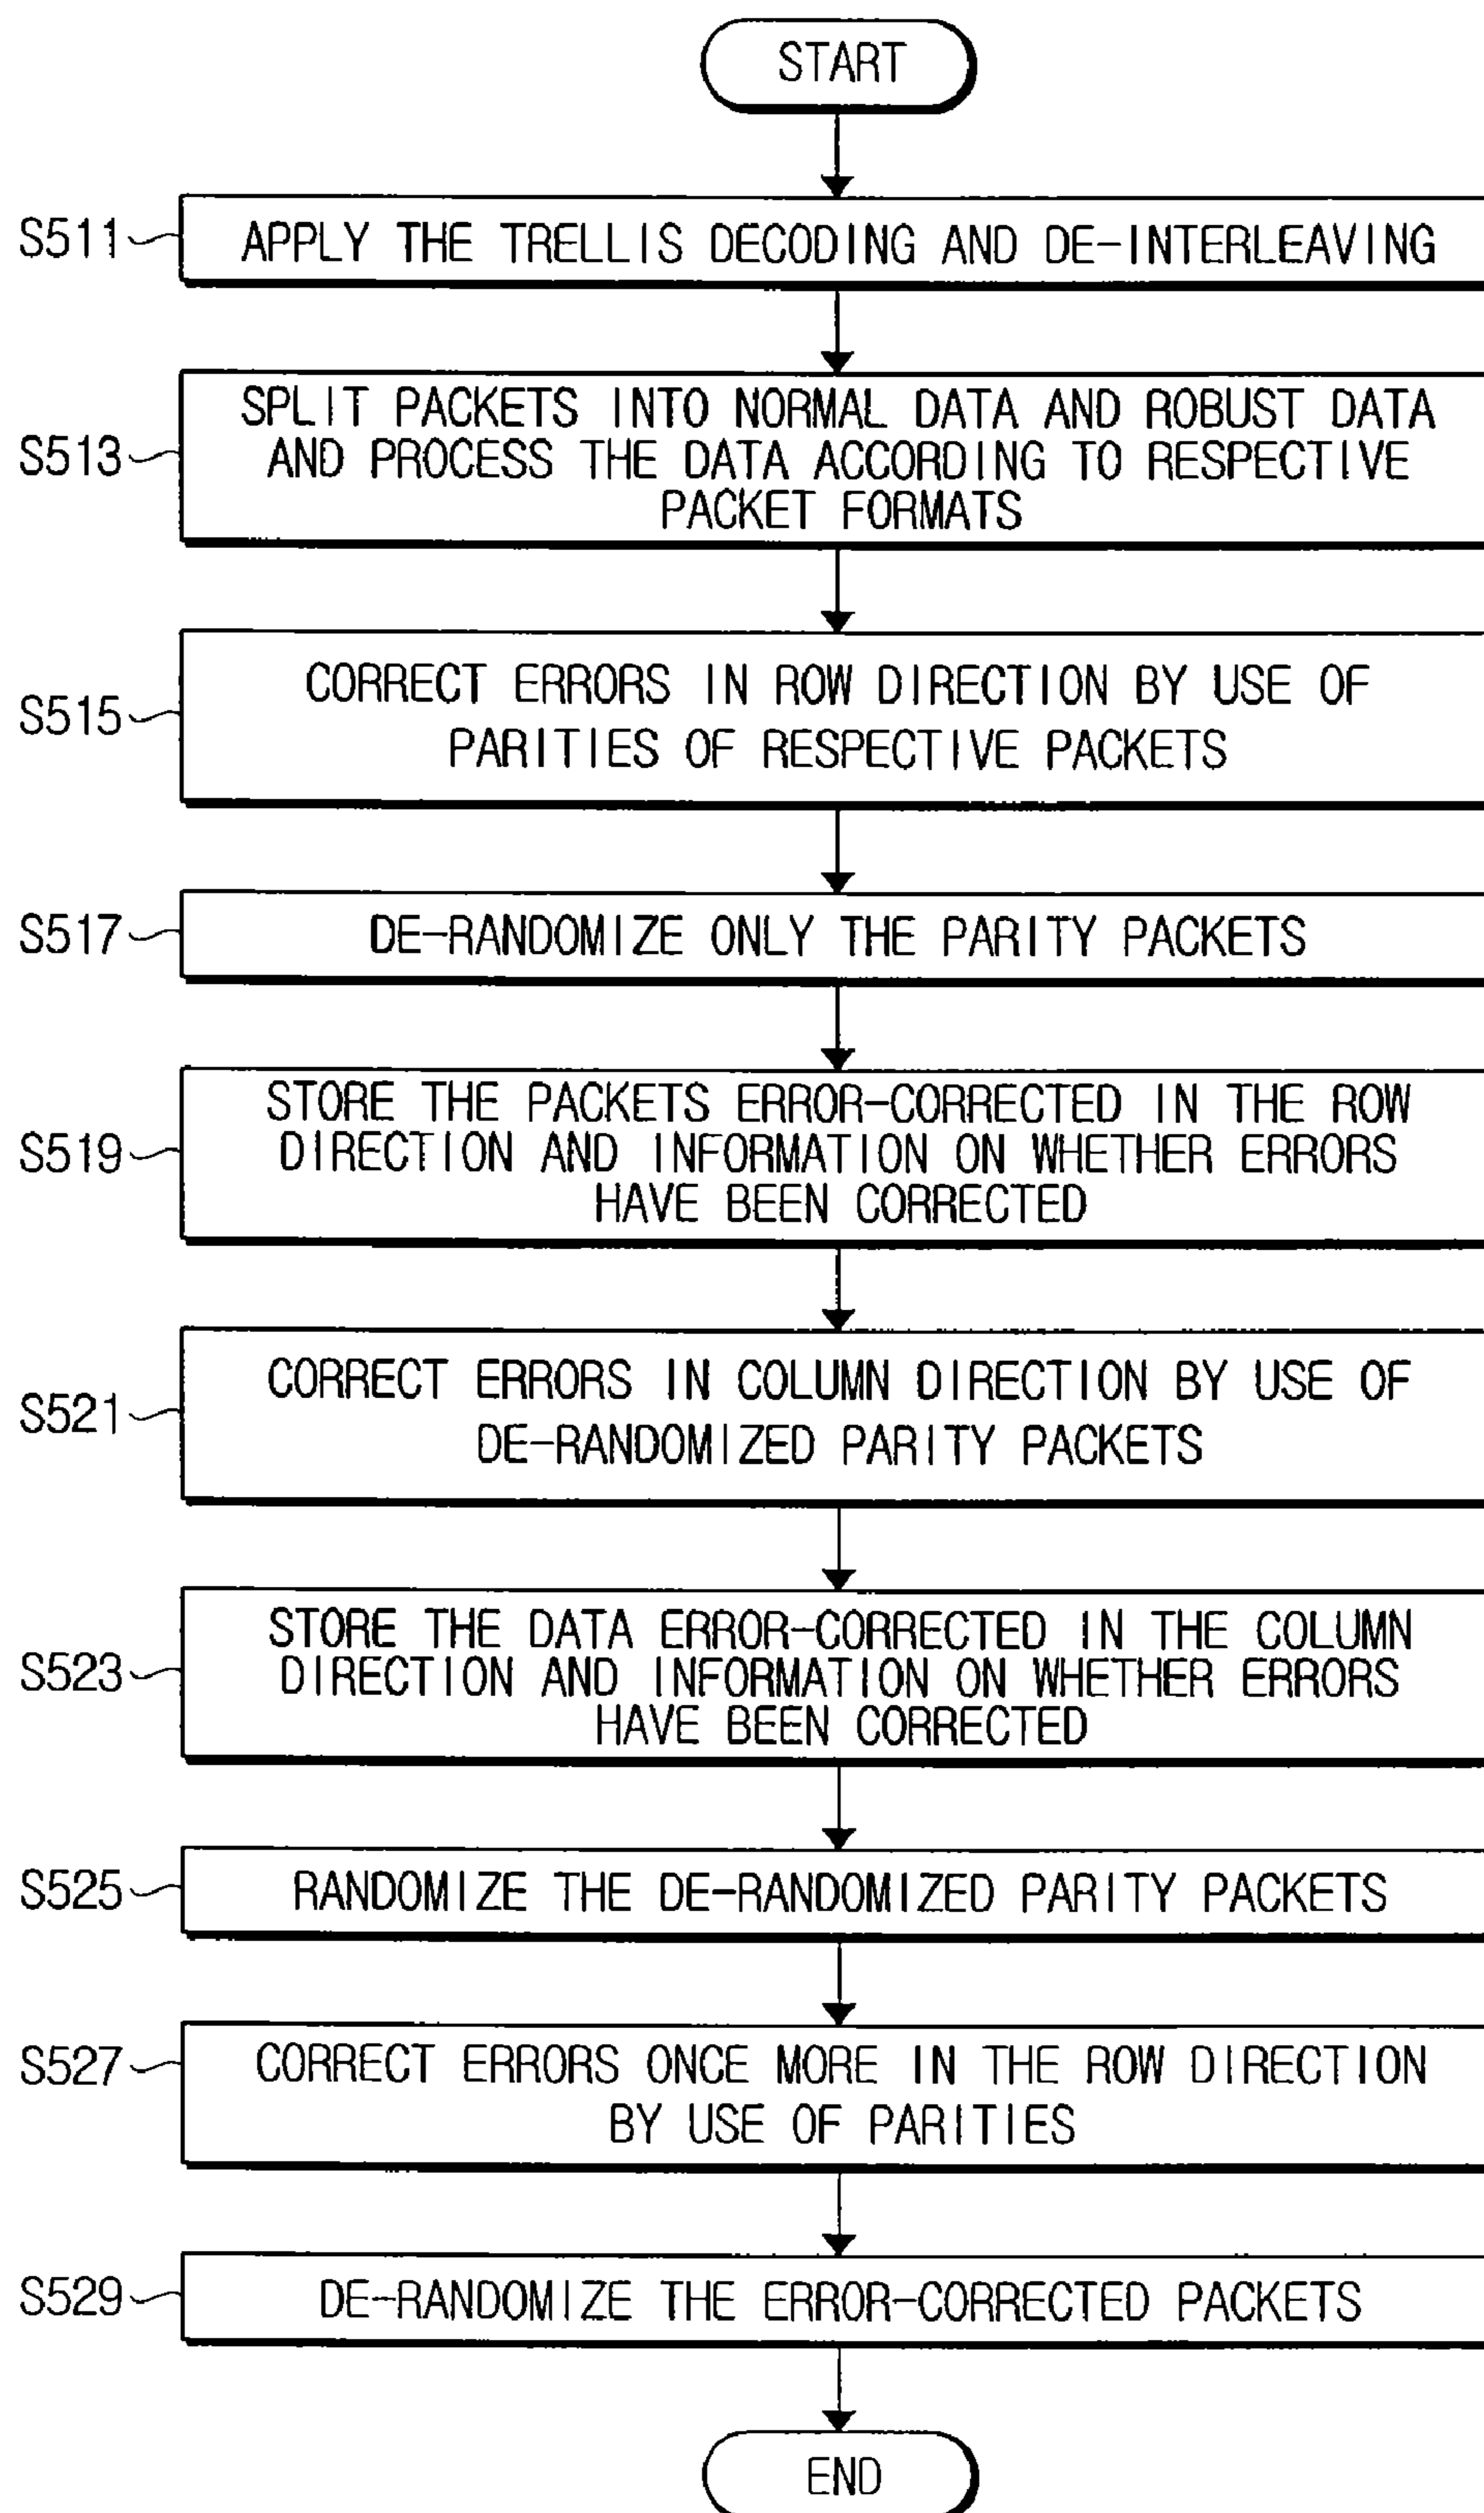 START
S511
APPLY THE TRELLIS DECODING AND DE-INTERLEAVING
S513
SPLIT PACKETS INTO NORMAL DATA AND ROBUST DATA
AND PROCESS THE DATA ACCORDING TO RESPECTIVE
PACKET FORMATS
S515
CORRECT ERRORS IN ROW DIRECTION BY USE OF
PARITIES OF RESPECTIVE PACKETS
S517
DE-RANDOMIZE ONLY THE PARITY PACKETS
S519
STORE THE PACKETS ERROR-CORRECTED IN THE ROW
DIRECTION AND INFORMATION ON WHETHER ERRORS
HAVE BEEN CORRECTED
S521
CORRECT ERRORS IN COLUMN DIRECTION BY USE OF
DE-RANDOMIZED PARITY PACKETS
S523
STORE THE DATA ERROR-CORRECTED IN THE COLUMN
DIRECTION AND INFORMATION ON WHETHER ERRORS
HAVE BEEN CORRECTED
S525
RANDOMIZE THE DE-RANDOMIZED PARITY PACKETS
S527
CORRECT ERRORS ONCE MORE IN THE ROW DIRECTION
BY USE OF PARITIES
S529
DE-RANDOMIZE THE ERROR-CORRECTED PACKETS
END